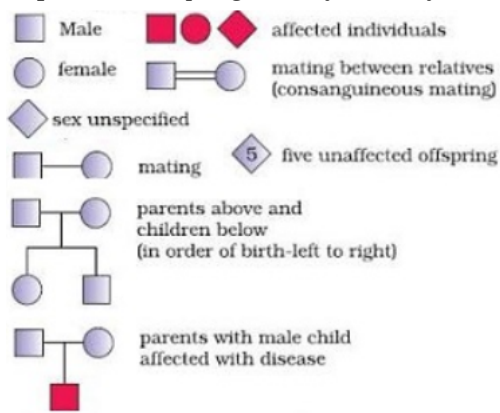 Male
affected individuals
female
mating between relatives
(consanguineous mating)
sex unspecified
mating
5
five unaffected offspring
parents above and
children below
(in order of birth-left to right)
parents with male child
affected with disease